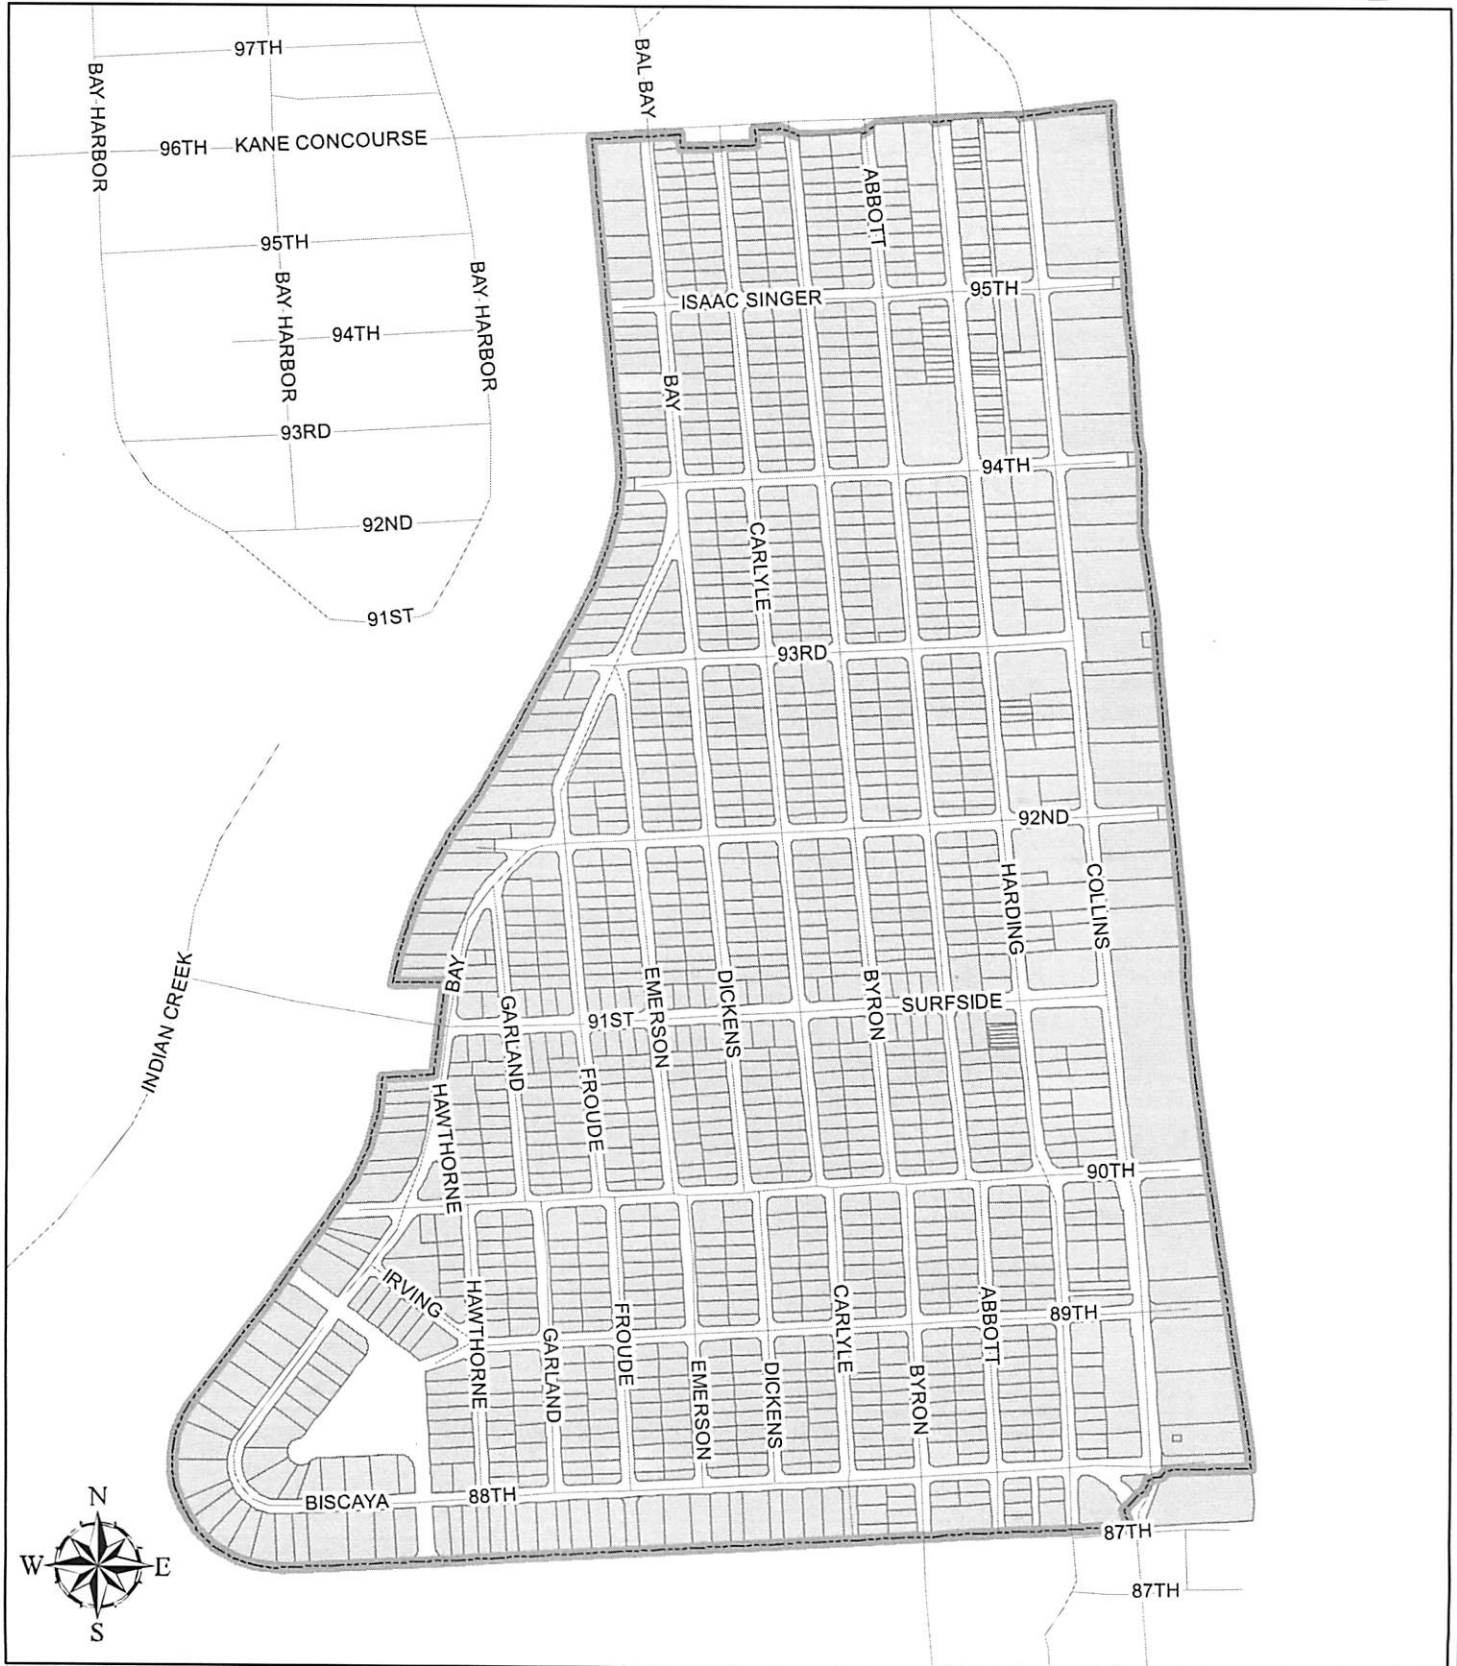 97TH
BAY HARBOR
BAL BAY
96TH
KANE CONCOURSE
ABBOTT
95TH
BAY HARBOR
BAY HARBOR
ISAAC SINGER
95TH
94TH
BAY
93RD
94TH
92ND
CARLYLE
91ST
93RD
92ND
HARDING
COLLINS
INDIAN CREEK
BAY
GARLAND
91ST
EMERSON
DICKENS
BYRON
SURFSIDE
FROUDE
HAWTHORNE
90TH
IRVING
HAWTHORNE
GARLAND
FROUDE
EMERSON
DICKENS
CARLYLE
BYRON
ABBOTT
89TH
BISCAYA
88TH
87TH
87TH
N
W
E
S